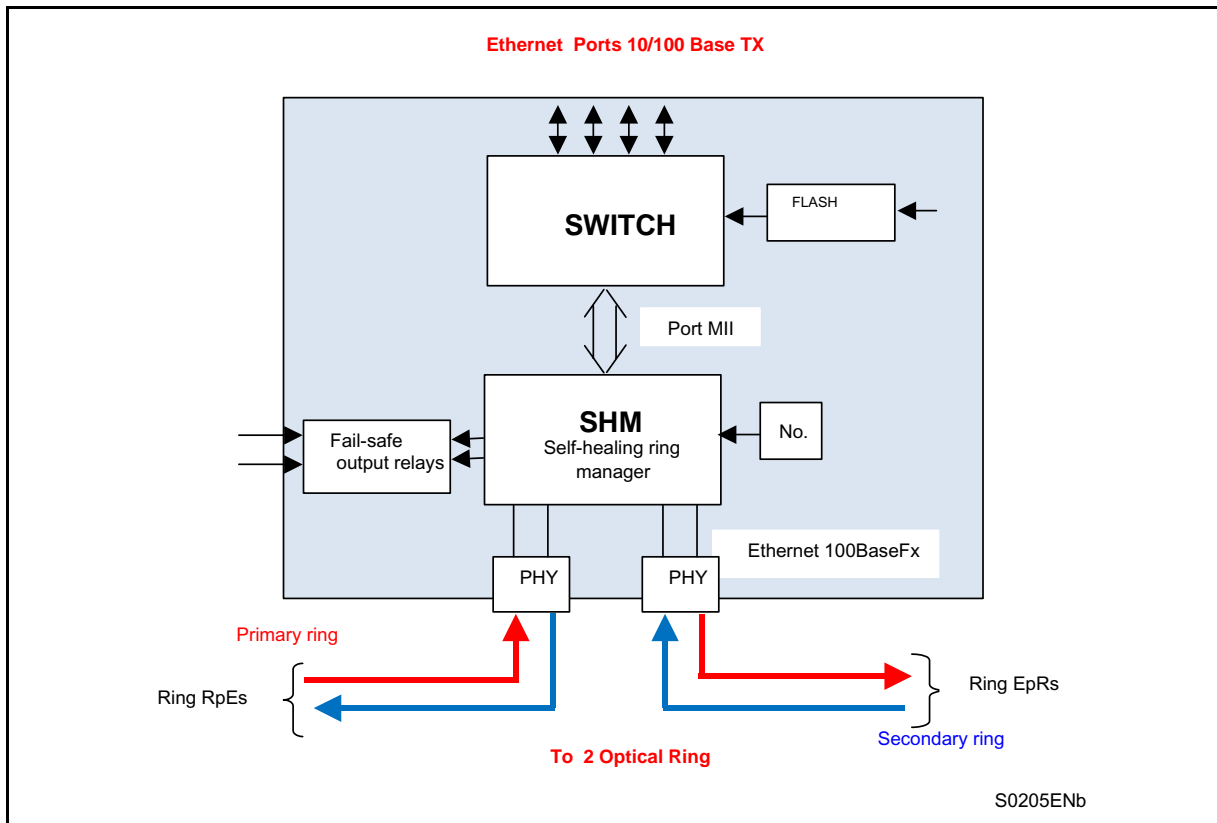 Ethernet Ports 10/100 Base TX
SWITCH
FLASH
Port MII
SHM
Self-healing ring
manager
No.
Fail-safe
output relays
Ethernet 100BaseFx
PHY
PHY
Primary ring
Ring RpEs
Ring EpRs
Secondary ring
To 2 Optical Ring
S0205ENb